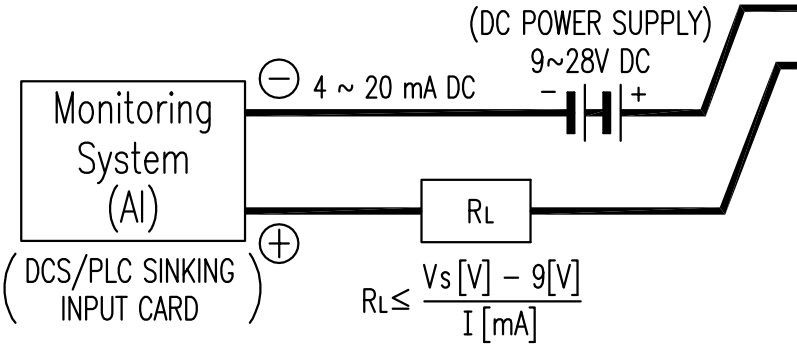 (DC POWER SUPPLY)
9~28V DC
− +
⊖ 4 ~ 20 mA DC
Monitoring
System
(AI)
RL
⊕
(DCS/PLC SINKING
INPUT CARD)
RL≤ Vs[V] − 9[V]
I [mA]